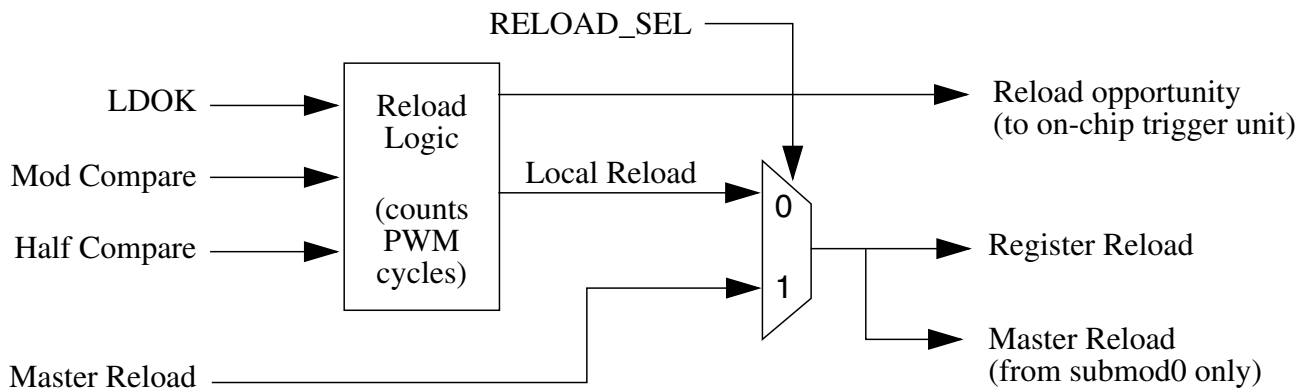 RELOAD_SEL
LDOK
Reload
Logic
Reload opportunity
(to on-chip trigger unit)
Mod Compare
Local Reload
(counts
PWM
cycles)
0
Half Compare
Register Reload
1
Master Reload
(from submod0 only)
Master Reload